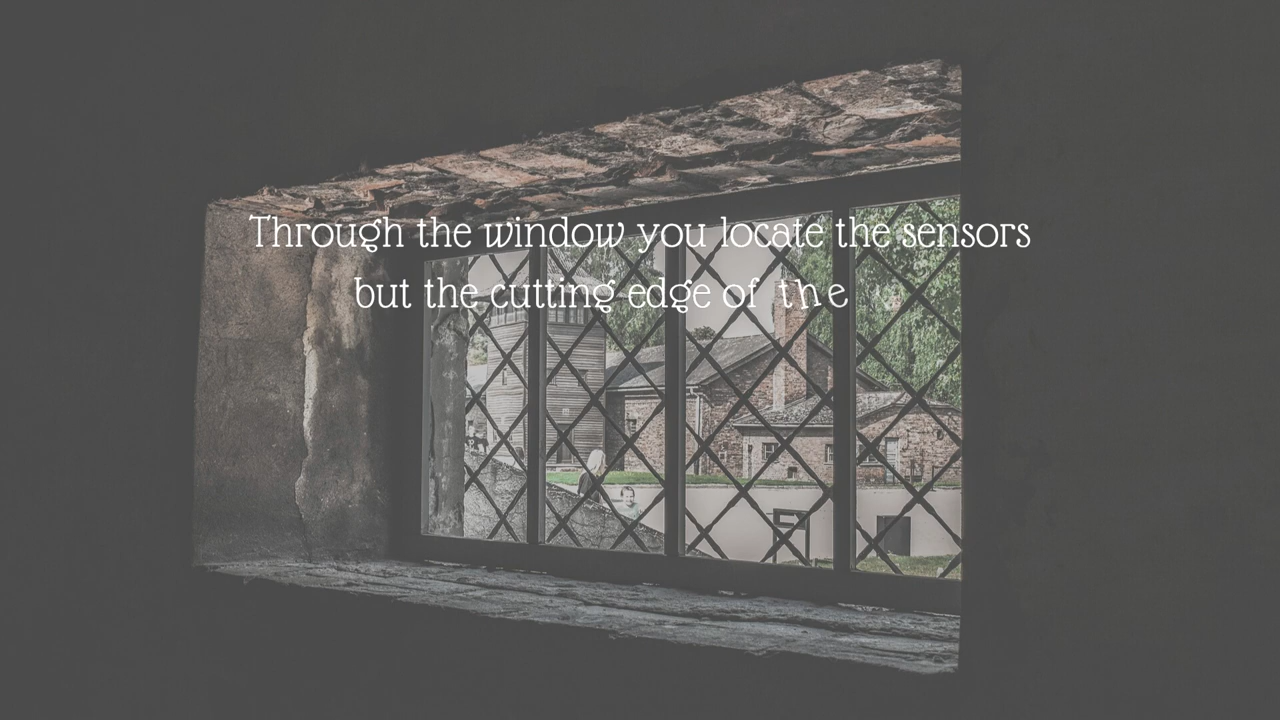 Through the window you locate the sensors
but the cutting edge of the